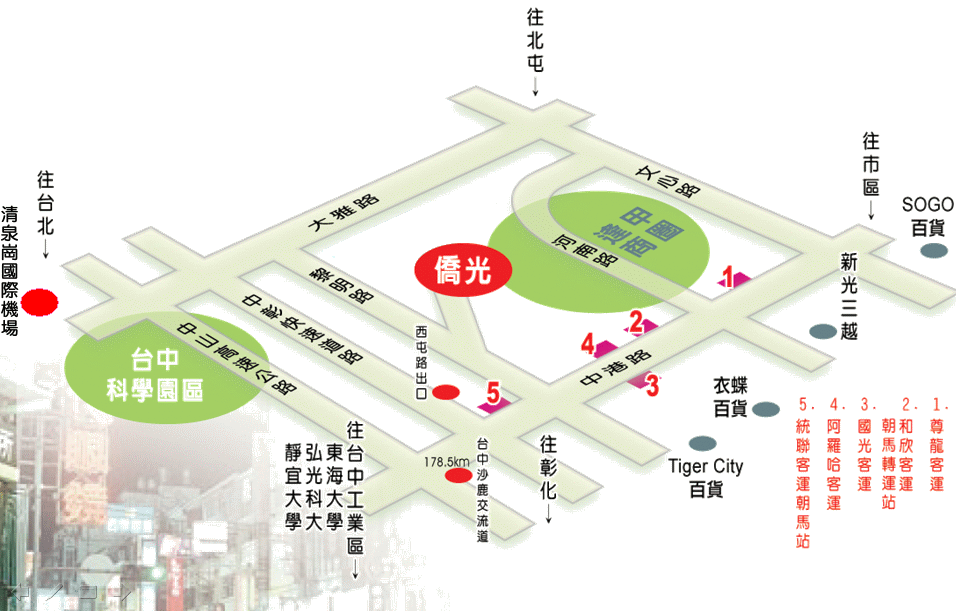 往北屯
往市區
SOGO
百貨
往台北
清泉崗國際機場
文心路
大雅路
逢甲
商圈
河南路
新光三越
僑光
黎明路
中彰快速道路
中山高速公路
台中
科學園區
西屯路出口
中港路
1
2
3
4
5
衣蝶
百貨
Tiger City
百貨
178.5km
台中沙鹿交流道
往彰化
往台中工業區
東海大學
弘光科大
靜宜大學
1.尊龍客運
2.和欣客運
朝馬轉運站
3.國光客運
4.阿羅哈客運
5.統聯客運朝馬站